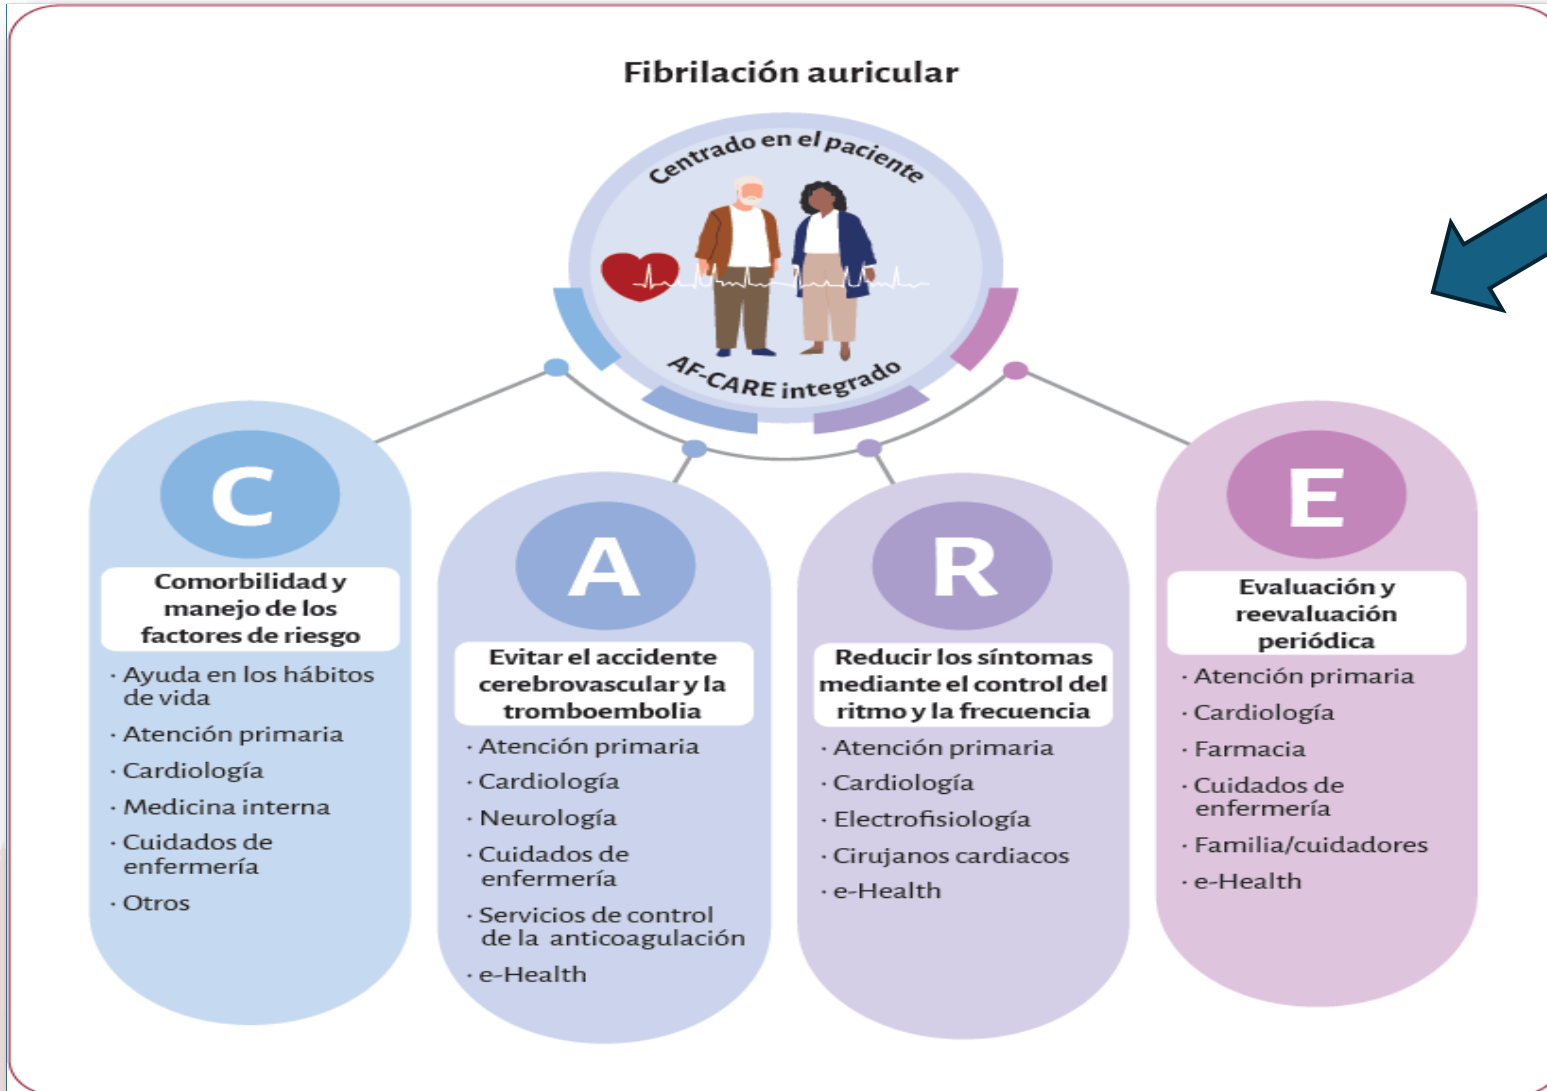 Fibrilación auricular
Centrado en el paciente
AF-CARE integrado
C
Comorbilidad y
manejo de los
factores de riesgo
· Ayuda en los hábitos
de vida
· Atención primaria
· Cardiología
· Medicina interna
· Cuidados de
enfermería
· Otros
A
Evitar el accidente
cerebrovascular y la
tromboembolia
· Atención primaria
· Cardiología
· Neurología
· Cuidados de
enfermería
· Servicios de control
de la anticoagulación
· e-Health
R
Reducir los síntomas
mediante el control del
ritmo y la frecuencia
· Atención primaria
· Cardiología
· Electrofisiología
· Cirujanos cardiacos
· e-Health
E
Evaluación y
reevaluación
periódica
· Atención primaria
· Cardiología
· Farmacia
· Cuidados de
enfermería
· Familia/cuidadores
· e-Health